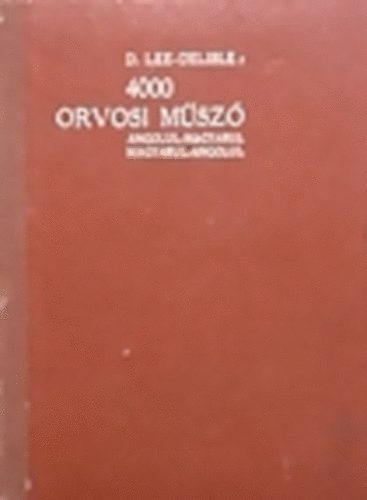 D. LEE-DELISLE
4000
ORVOSI MŰSZÓ
ANGOLUL-MAGYARUL
MAGYARUL-ANGOLUL